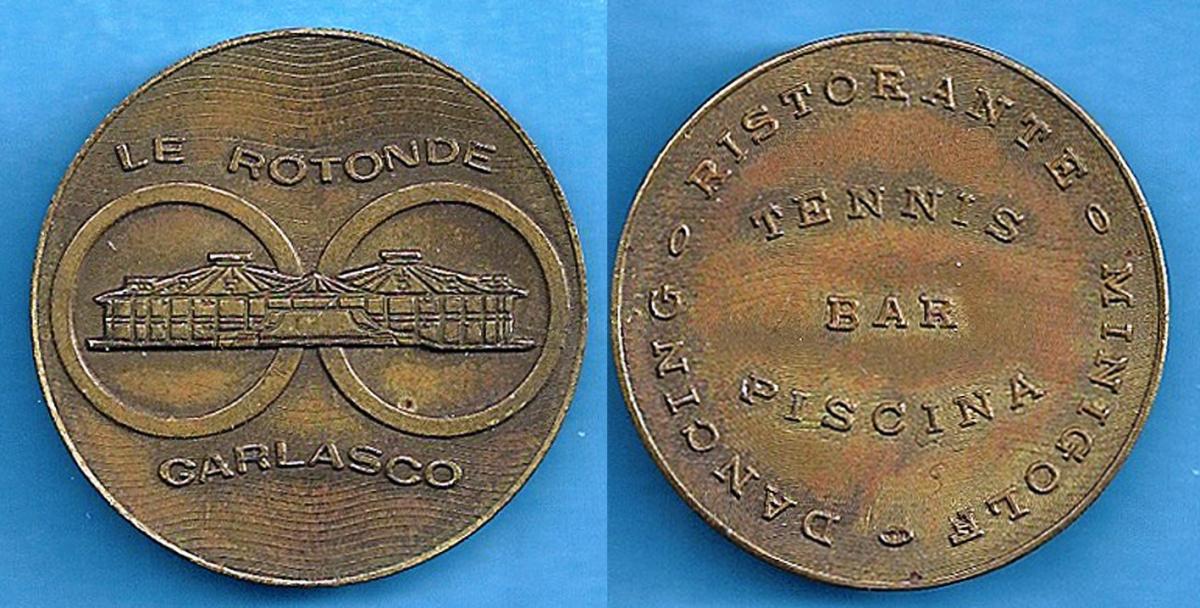 LE ROTONDE
GARLASCO
RISTORANTE o MINIGOLF o DANCING o
TENNIS
BAR
PISCINA